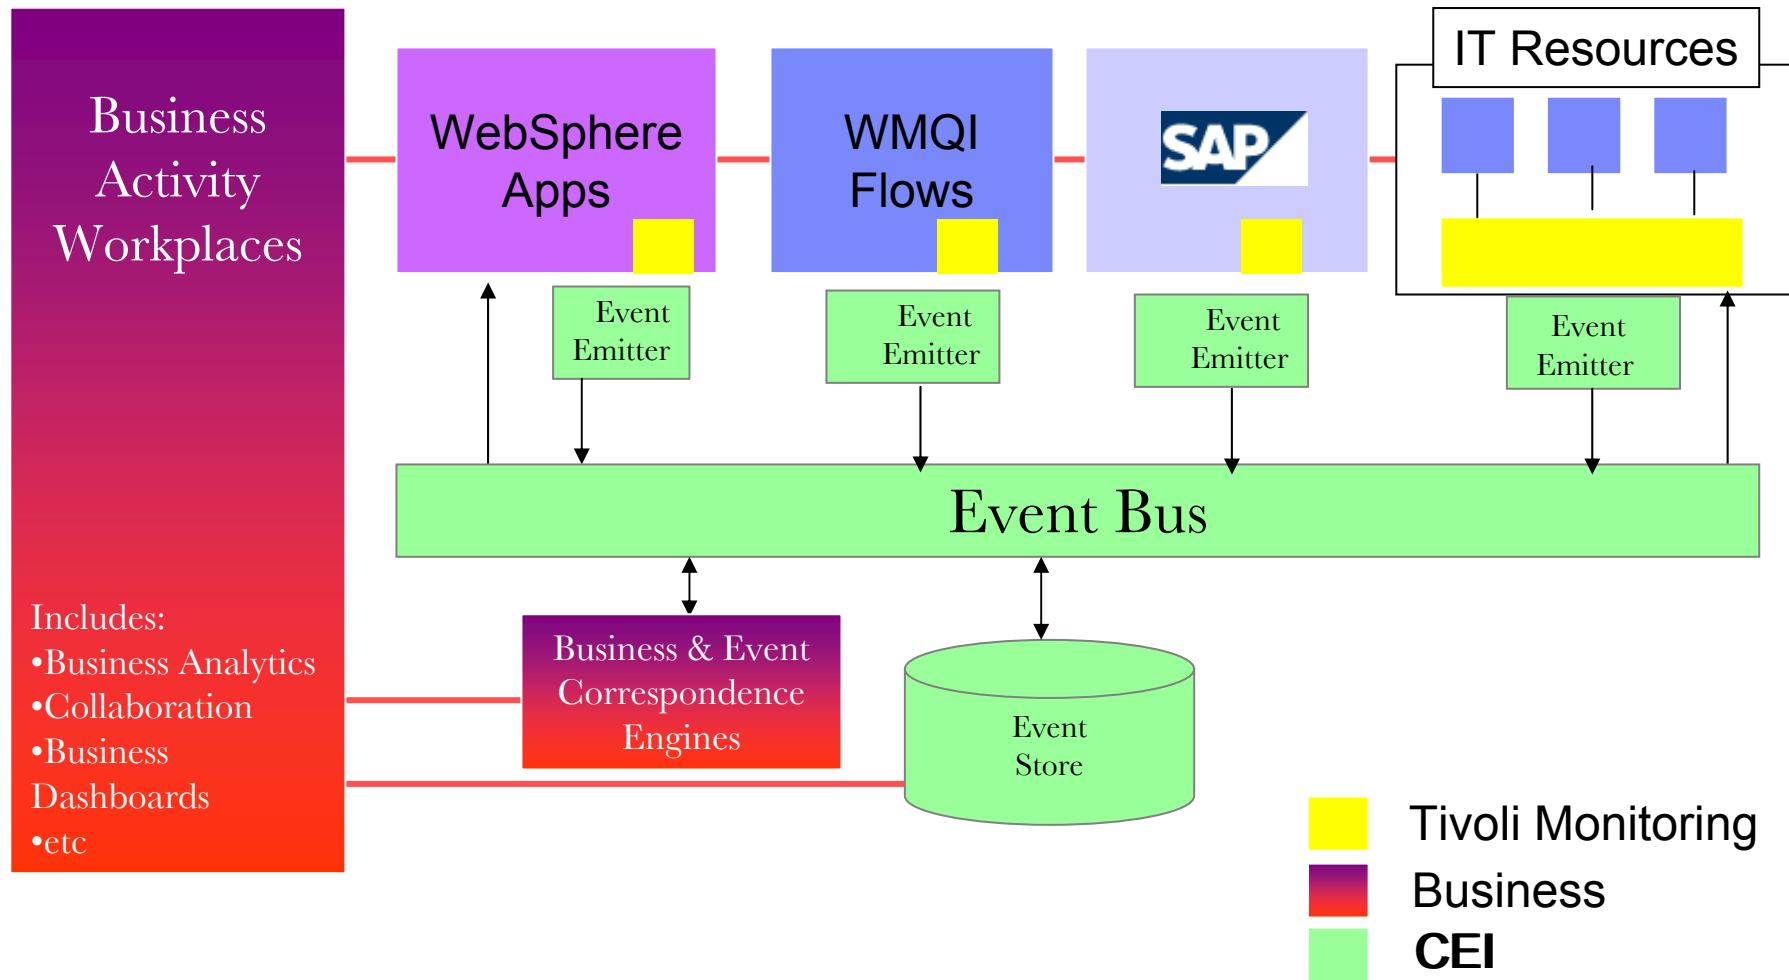 Business
Activity
Workplaces
Includes:
•Business Analytics
•Collaboration
•Business
Dashboards
•etc
WebSphere
Apps
WMQI
Flows
SAP
IT Resources
Event
Emitter
Event
Emitter
Event
Emitter
Event
Emitter
Event Bus
Business & Event
Correspondence
Engines
Event
Store
Tivoli Monitoring
Business
CEI